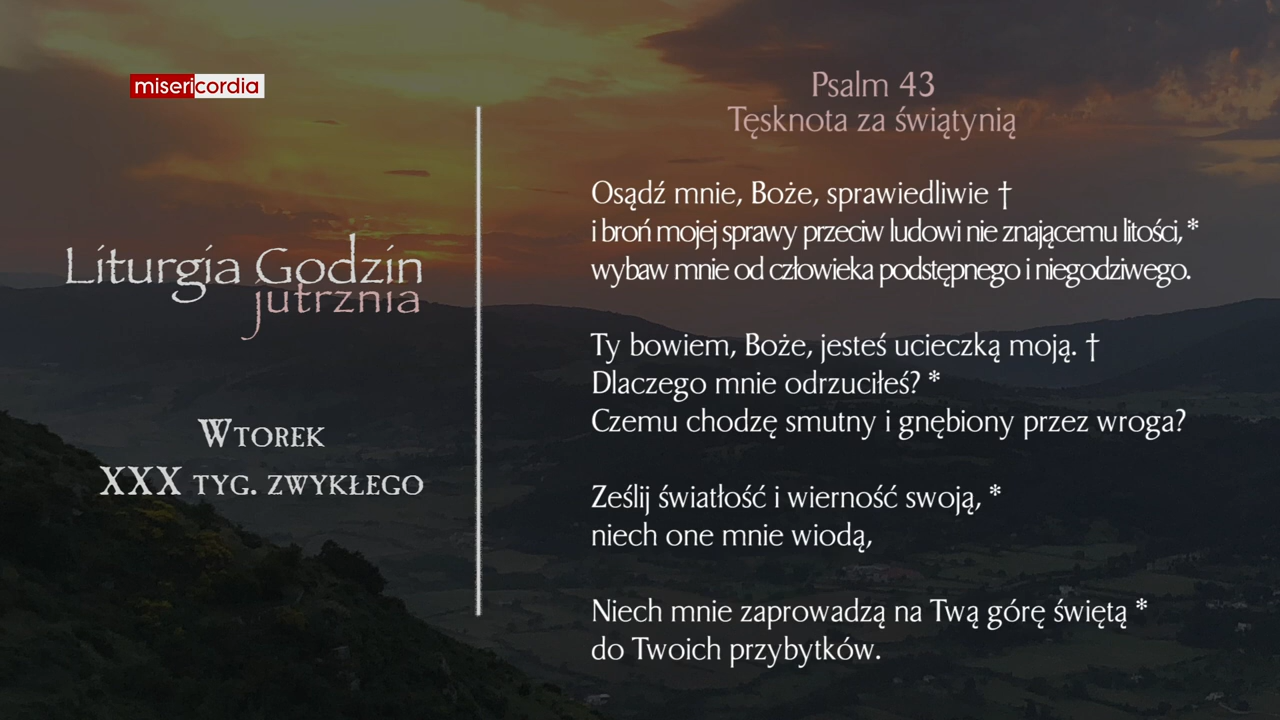 misericordia
Liturgia Godzin
jutrznia
Wtorek
XXX tyg. zwykłego
Psalm 43
Tęsknota za świątynią
Osądź mnie, Boże, sprawiedliwie †
i broń mojej sprawy przeciw ludowi nie znającemu litości, *
wybaw mnie od człowieka podstępnego i niegodziwego.
Ty bowiem, Boże, jesteś ucieczką moją. †
Dlaczego mnie odrzuciłeś? *
Czemu chodzę smutny i gnębiony przez wroga?
Ześlij światłość i wierność swoją, *
niech one mnie wiodą,
Niech mnie zaprowadzą na Twą górę świętą *
do Twoich przybytków.